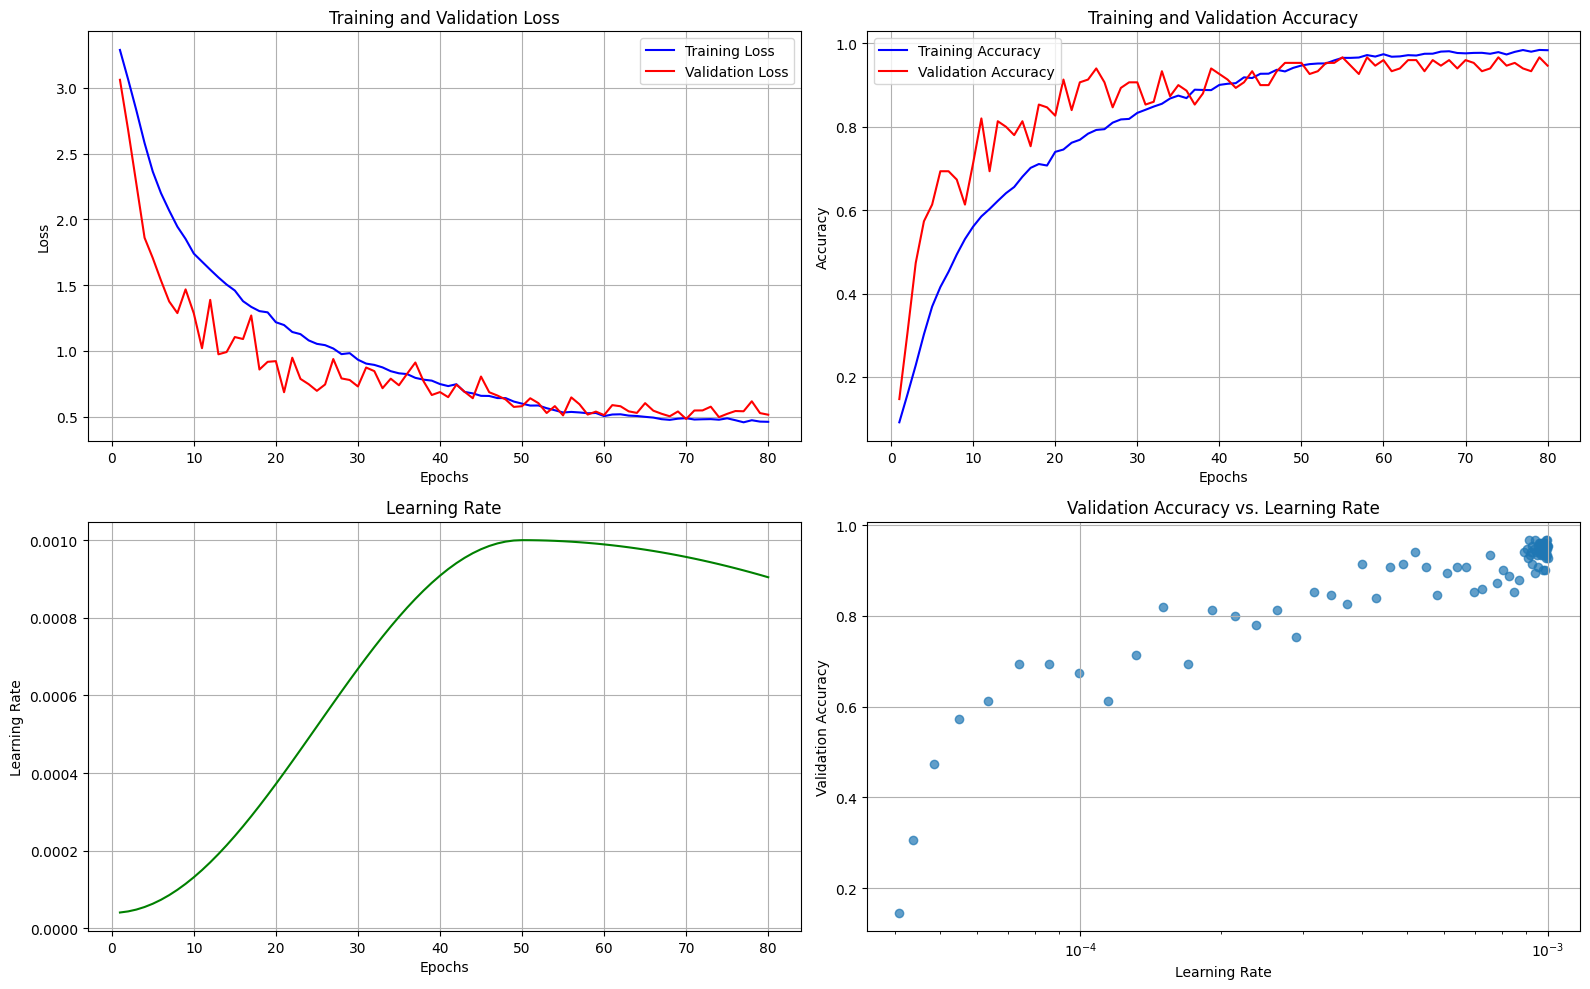 Training and Validation Loss
3.0
2.5
2.0
1.5
1.0
0.5
Loss
Training Loss
Validation Loss
0 10 20 30 40 50 60 70 80
Epochs
Training and Validation Accuracy
1.0
0.8
0.6
0.4
0.2
Accuracy
Training Accuracy
Validation Accuracy
0 10 20 30 40 50 60 70 80
Epochs
Learning Rate
0.0010
0.0008
0.0006
0.0004
0.0002
0.0000
Learning Rate
0 10 20 30 40 50 60 70 80
Epochs
Validation Accuracy vs. Learning Rate
1.0
0.8
0.6
0.4
0.2
Validation Accuracy
10⁻⁴ 10⁻³
Learning Rate